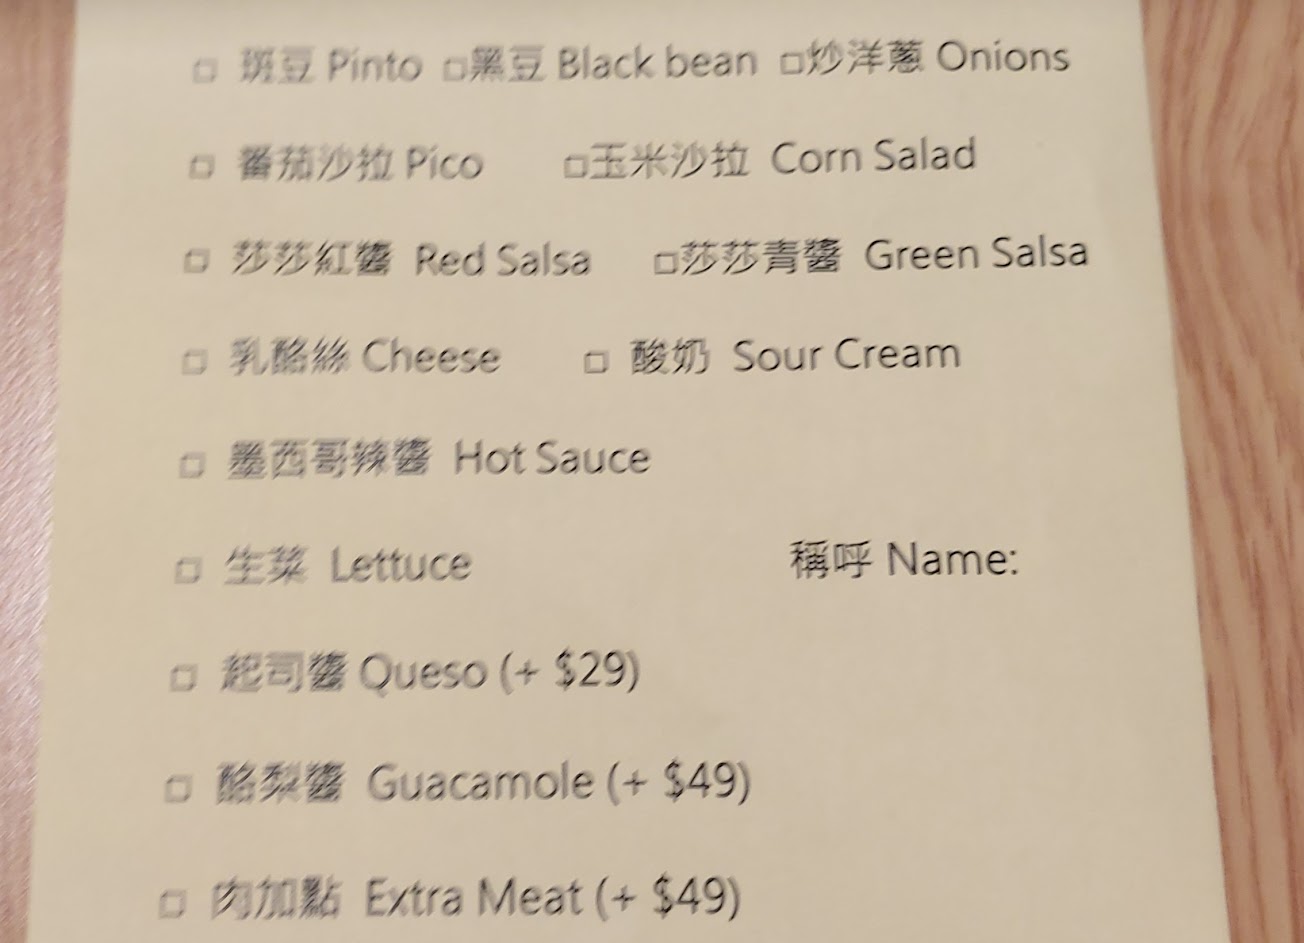 □ 斑豆 Pinto □黑豆 Black bean □炒洋蔥 Onions
□ 番茄沙拉 Pico □玉米沙拉 Corn Salad
□ 莎莎紅醬 Red Salsa □莎莎青醬 Green Salsa
□ 乳酪絲 Cheese □ 酸奶 Sour Cream
□ 墨西哥辣醬 Hot Sauce
□ 生菜 Lettuce 稱呼 Name:
□ 起司醬 Queso (+ $29)
□ 酪梨醬 Guacamole (+ $49)
□ 肉加點 Extra Meat (+ $49)